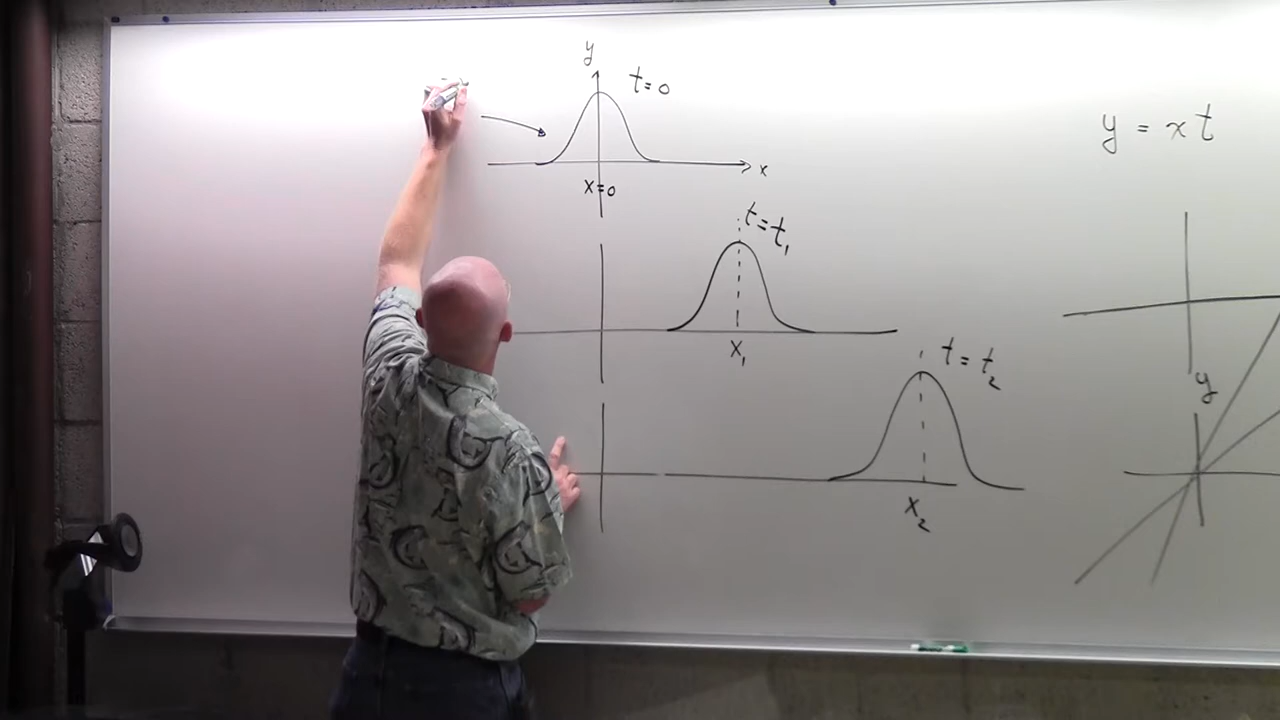 y
t=0
x
x=0
t=t₁
x₁
t=t₂
x₂
y = xt
y